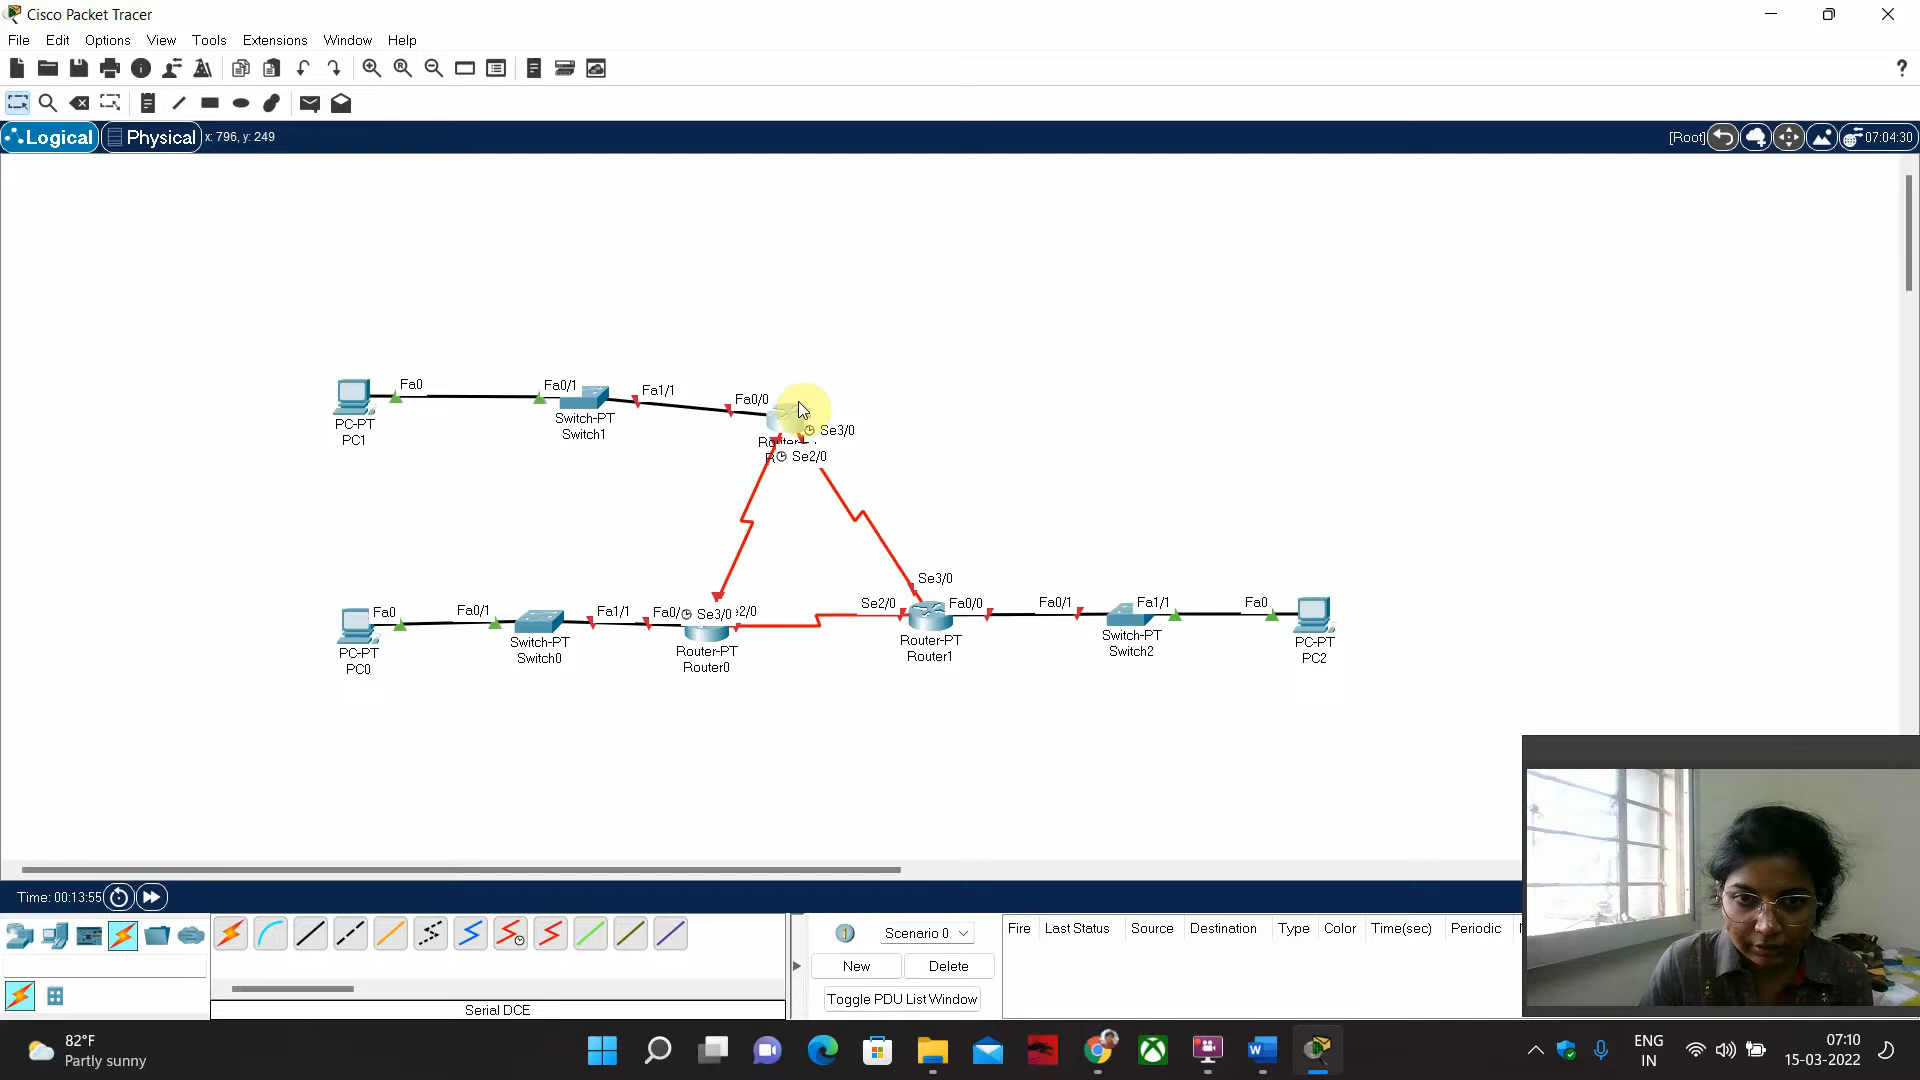 Cisco Packet Tracer
File Edit Options View Tools Extensions Window Help
?
Logical Physical x: 796, y: 249 [Root] 07:04:30
Fa0 Fa0/1 Fa1/1 Fa0/0
PC-PT
PC1
Switch-PT
Switch1
Se3/0
Se2/0
Se3/0
Fa0 Fa0/1 Fa1/1 Se3/0 Se2/0 Fa0/0 Fa0/1 Fa1/1 Fa0
PC-PT
PC0
Switch-PT
Switch0
Router-PT
Router0
Router-PT
Router1
Switch-PT
Switch2
PC-PT
PC2
Time: 00:13:55
Serial DCE
Scenario 0
New Delete
Toggle PDU List Window
Fire Last Status Source Destination Type Color Time(sec) Periodic
82°F
Partly sunny
ENG
IN
07:10
15-03-2022